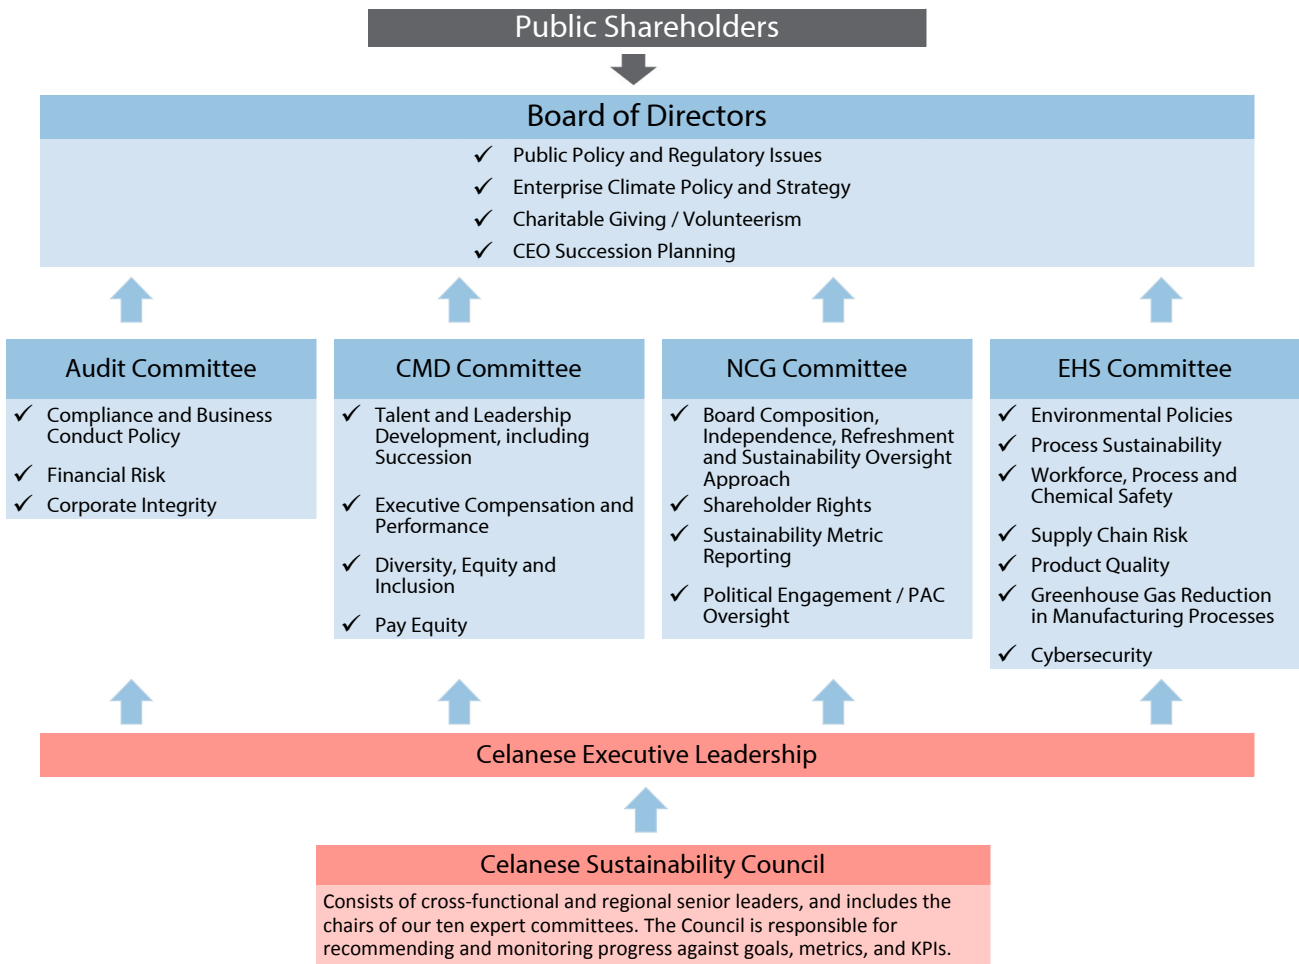 Public Shareholders
Board of Directors
✓ Public Policy and Regulatory Issues
✓ Enterprise Climate Policy and Strategy
✓ Charitable Giving / Volunteerism
✓ CEO Succession Planning
Audit Committee
✓ Compliance and Business
Conduct Policy
✓ Financial Risk
✓ Corporate Integrity
CMD Committee
✓ Talent and Leadership
Development, including
Succession
✓ Executive Compensation and
Performance
✓ Diversity, Equity and
Inclusion
✓ Pay Equity
NCG Committee
✓ Board Composition,
Independence, Refreshment
and Sustainability Oversight
Approach
✓ Shareholder Rights
✓ Sustainability Metric
Reporting
✓ Political Engagement / PAC
Oversight
EHS Committee
✓ Environmental Policies
✓ Process Sustainability
✓ Workforce, Process and
Chemical Safety
✓ Supply Chain Risk
✓ Product Quality
✓ Greenhouse Gas Reduction
in Manufacturing Processes
✓ Cybersecurity
Celanese Executive Leadership
Celanese Sustainability Council
Consists of cross-functional and regional senior leaders, and includes the
chairs of our ten expert committees. The Council is responsible for
recommending and monitoring progress against goals, metrics, and KPIs.